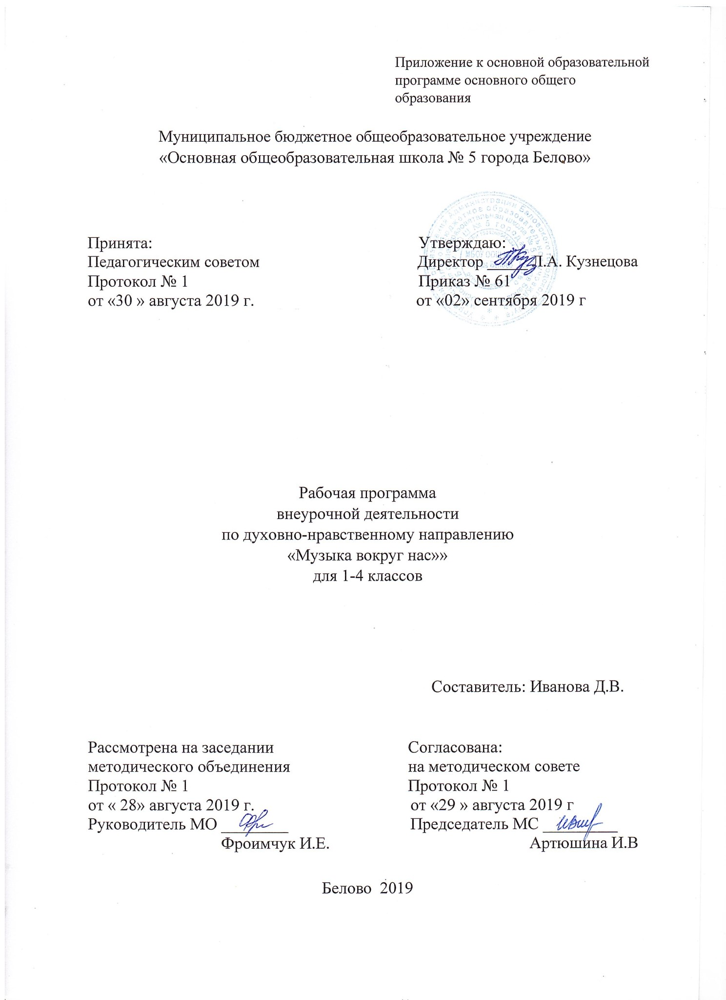 Приложение к основной образовательной
программе основного общего
образования
Муниципальное бюджетное общеобразовательное учреждение
«Основная общеобразовательная школа № 5 города Белово»
Принята:
Педагогическим советом
Протокол № 1
от «30 » августа 2019 г.
Утверждаю:
Директор ______ Л.А. Кузнецова
Приказ № 61
от «02» сентября 2019 г
Рабочая программа
внеурочной деятельности
по духовно-нравственному направлению
«Музыка вокруг нас»»
для 1-4 классов
Составитель: Иванова Д.В.
Рассмотрена на заседании
методического объединения
Протокол № 1
от « 28» августа 2019 г.
Руководитель МО ________
Фроимчук И.Е.
Согласована:
на методическом совете
Протокол № 1
от «29 » августа 2019 г
Председатель МС _________
Артюшина И.В
Белово 2019